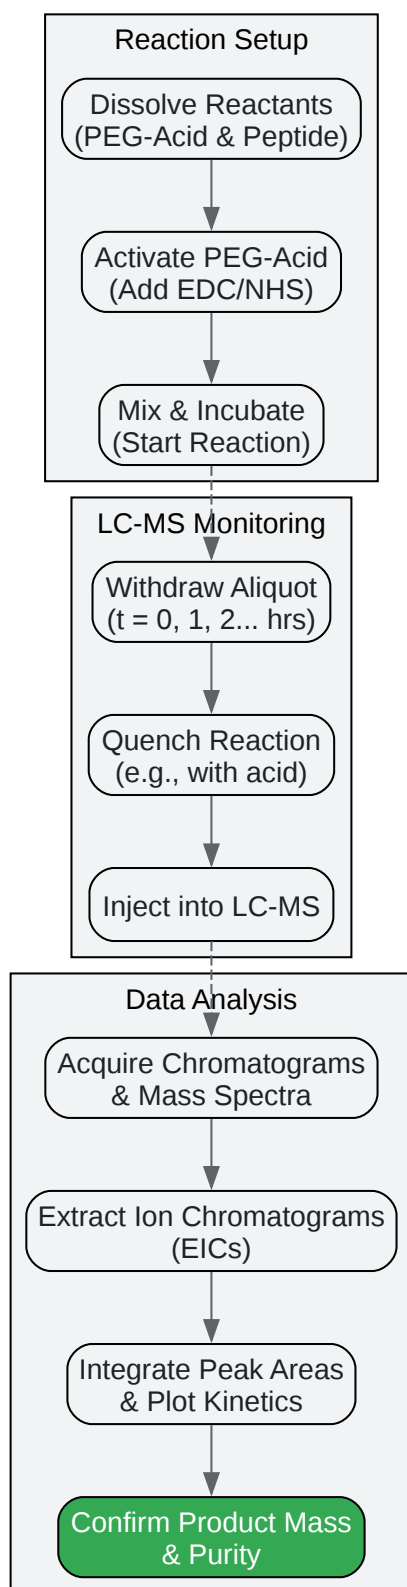 Reaction Setup
Dissolve Reactants
(PEG-Acid & Peptide)
Activate PEG-Acid
(Add EDC/NHS)
Mix & Incubate
(Start Reaction)
LC-MS Monitoring
Withdraw Aliquot
(t = 0, 1, 2... hrs)
Quench Reaction
(e.g., with acid)
Inject into LC-MS
Data Analysis
Acquire Chromatograms
& Mass Spectra
Extract Ion Chromatograms
(EICs)
Integrate Peak Areas
& Plot Kinetics
Confirm Product Mass
& Purity